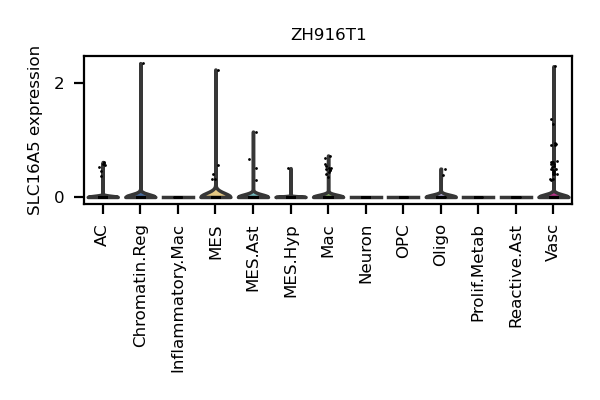 ZH916T1
SLC16A5 expression
2
0
AC
Chromatin.Reg
Inflammatory.Mac
MES
MES.Ast
MES.Hyp
Mac
Neuron
OPC
Oligo
Prolif.Metab
Reactive.Ast
Vasc